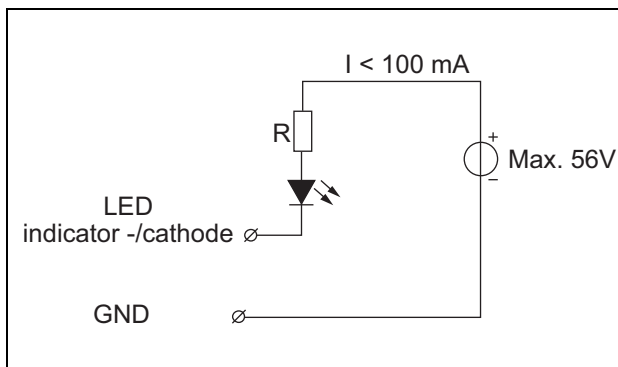 I < 100 mA
R
+
Max. 56V
–
LED
indicator -/cathode
GND